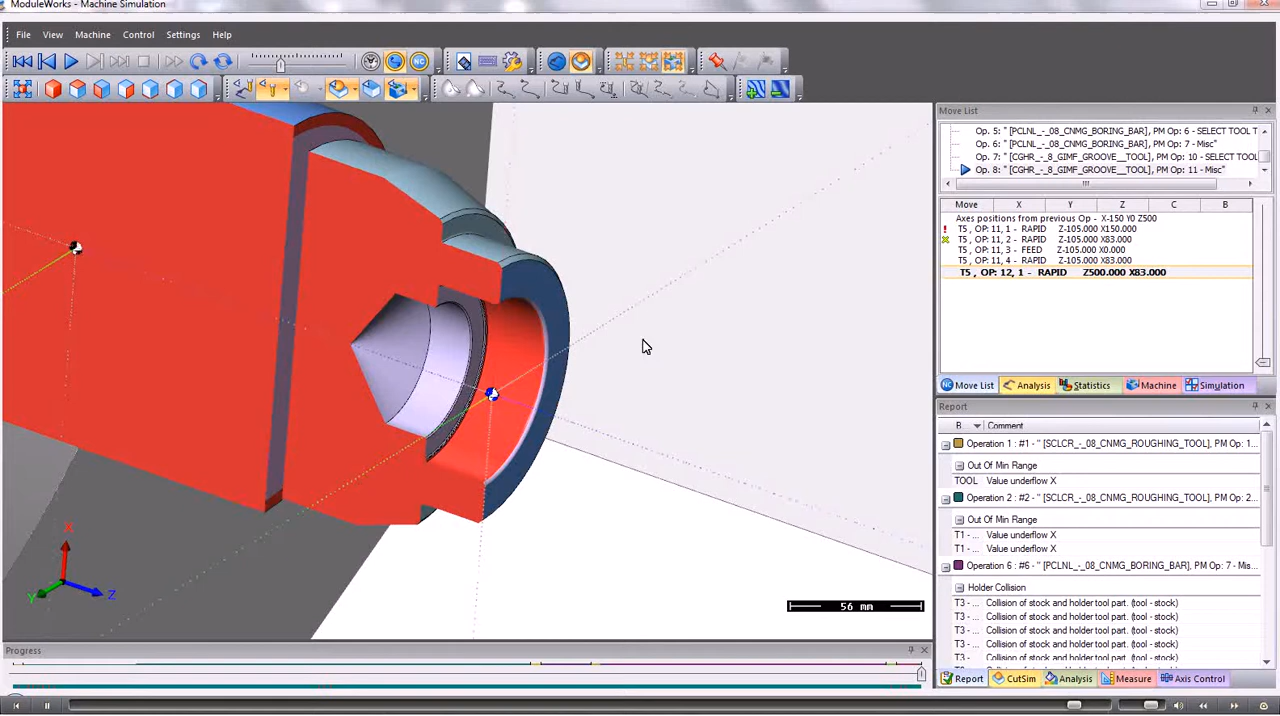 ModuleWorks - Machine Simulation
File View Machine Control Settings Help
NC
Move List
Op. 5: " [PCLNL_-_08_CNMG_BORING_BAR], PM Op: 6 - SELECT TOOL T
Op. 6: " [PCLNL_-_08_CNMG_BORING_BAR], PM Op: 7 - Misc"
Op. 7: " [CGHR_-_8_GIMF_GROOVE__TOOL], PM Op: 10 - SELECT TOOL
Op. 8: " [CGHR_-_8_GIMF_GROOVE__TOOL], PM Op: 11 - Misc"
Move X Y Z C B
Axes positions from previous Op - X-150 Y0 Z500
T5 , OP: 11, 1 - RAPID Z-105.000 X150.000
T5 , OP: 11, 2 - RAPID Z-105.000 X83.000
T5 , OP: 11, 3 - FEED Z-105.000 X0.000
T5 , OP: 11, 4 - RAPID Z-105.000 X83.000
T5 , OP: 12, 1 - RAPID Z500.000 X83.000
NC Move List Analysis Statistics Machine Simulation
Report
B... Comment
Operation 1 : #1 - " [SCLCR_-_08_CNMG_ROUGHING_TOOL], PM Op: 1...
Out Of Min Range
TOOL Value underflow X
Operation 2 : #2 - " [SCLCR_-_08_CNMG_ROUGHING_TOOL], PM Op: 2...
Out Of Min Range
T1 - ... Value underflow X
T1 - ... Value underflow X
Operation 6 : #6 - " [PCLNL_-_08_CNMG_BORING_BAR], PM Op: 7 - Mis...
Holder Collision
T3 - ... Collision of stock and holder tool part. (tool - stock)
T3 - ... Collision of stock and holder tool part. (tool - stock)
T3 - ... Collision of stock and holder tool part. (tool - stock)
T3 - ... Collision of stock and holder tool part. (tool - stock)
T3 - ... Collision of stock and holder tool part. (tool - stock)
Report CutSim Analysis Measure Axis Control
X
Y
Z
56 mm
Progress